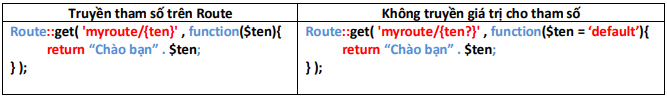 Truyền tham số trên Route
Route::get( 'myroute/{ten}' , function($ten){
return “Chào bạn” . $ten;
} );
Không truyền giá trị cho tham số
Route::get( 'myroute/{ten?}' , function($ten = ‘default’){
return “Chào bạn” . $ten;
} );